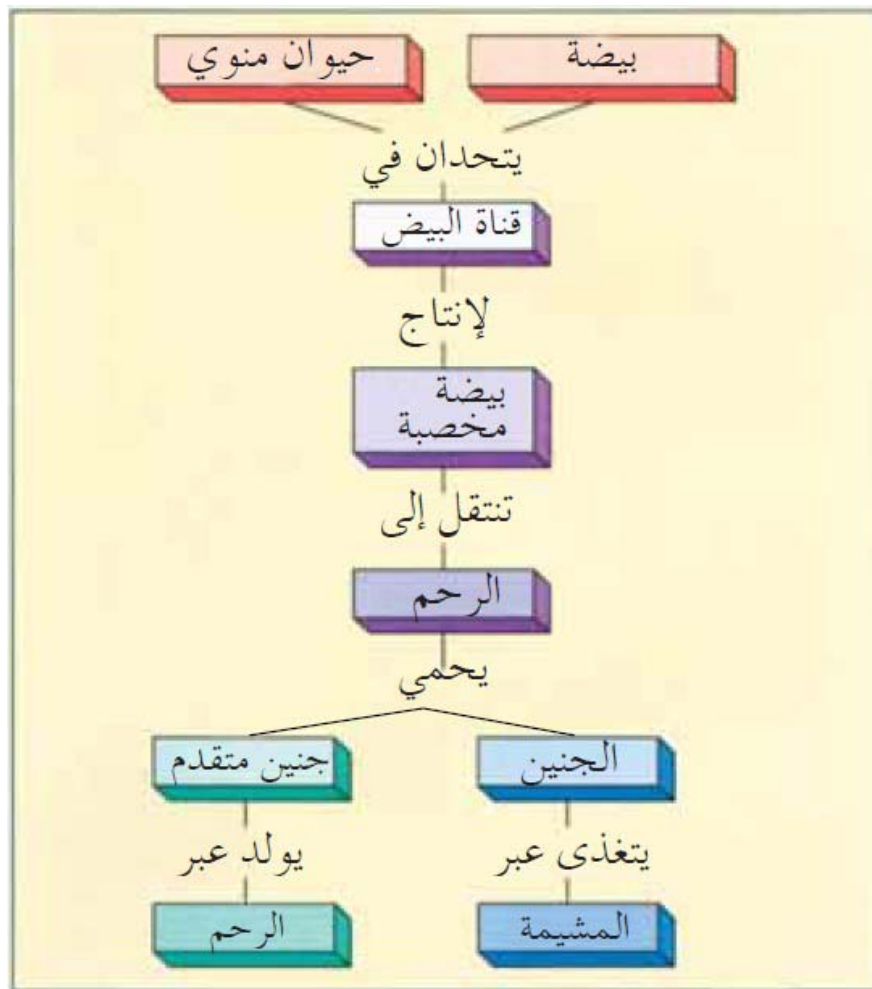 بيضة
حيوان منوي
يتحدان في
قناة البيض
لإنتاج
بيضة
مخصبة
تنتقل إلى
الرحم
يحمي
الجنين
جنين متقدم
يتغذى عبر
يولد عبر
المشيمة
الرحم